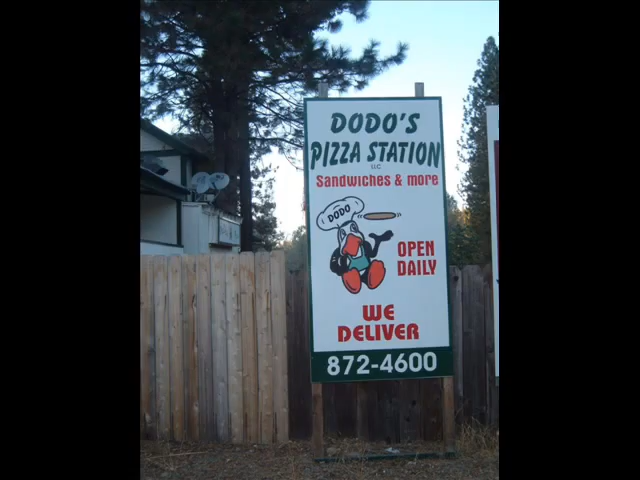 DODO'S
PIZZA STATION
LLC
SANDWICHES & MORE
DODO
OPEN
DAILY
WE
DELIVER
872-4600